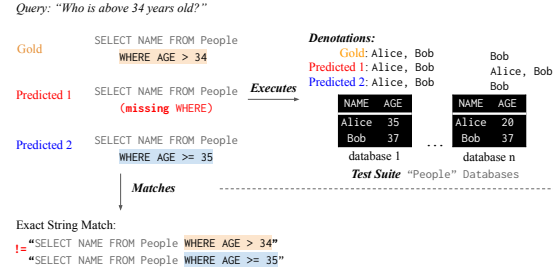 Query: “Who is above 34 years old?”
Gold
SELECT NAME FROM People
WHERE AGE > 34
Predicted 1
SELECT NAME FROM People
(missing WHERE)
Predicted 2
SELECT NAME FROM People
WHERE AGE >= 35
Executes
Matches
Denotations:
Gold: Alice, Bob
Predicted 1: Alice, Bob
Predicted 2: Alice, Bob
Bob
Alice, Bob
Bob
NAME AGE
Alice 35
Bob 37
database 1
...
NAME AGE
Alice 20
Bob 37
database n
Test Suite “People” Databases
Exact String Match:
!= “SELECT NAME FROM People WHERE AGE > 34”
“SELECT NAME FROM People WHERE AGE >= 35”